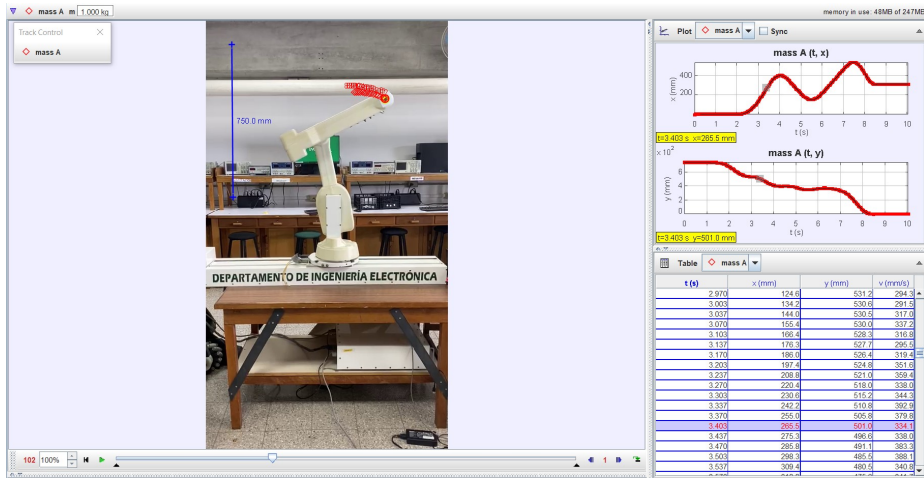 mass A m 1.000 kg
memory in use: 48MB of 247MB
Track Control
mass A
750.0 mm
DEPARTAMENTO DE INGENIERÍA ELECTRÓNICA
102 100%
1
Plot mass A Sync
mass A (t, x)
x (mm)
400
200
0 1 2 3 4 5 6 7 8 9 10
t (s)
t=3.403 s x=265.5 mm
× 10²
mass A (t, y)
y (mm)
6
4
2
0
0 1 2 3 4 5 6 7 8 9 10
t (s)
t=3.403 s y=501.0 mm
Table mass A
t (s) x (mm) y (mm) v (mm/s)
2.970 124.6 531.2 294.3
3.003 134.2 530.6 291.5
3.037 144.0 530.5 317.0
3.070 155.4 530.0 337.2
3.103 166.4 528.3 316.8
3.137 176.3 527.7 295.5
3.170 186.0 526.4 319.4
3.203 197.4 524.8 351.6
3.237 208.8 521.0 359.4
3.270 220.4 518.0 338.0
3.303 230.6 515.2 344.3
3.337 242.2 510.8 392.9
3.370 255.0 505.8 379.8
3.403 265.5 501.0 334.1
3.437 275.3 496.6 338.0
3.470 285.8 491.1 383.3
3.503 298.3 485.5 388.1
3.537 309.4 480.5 340.8